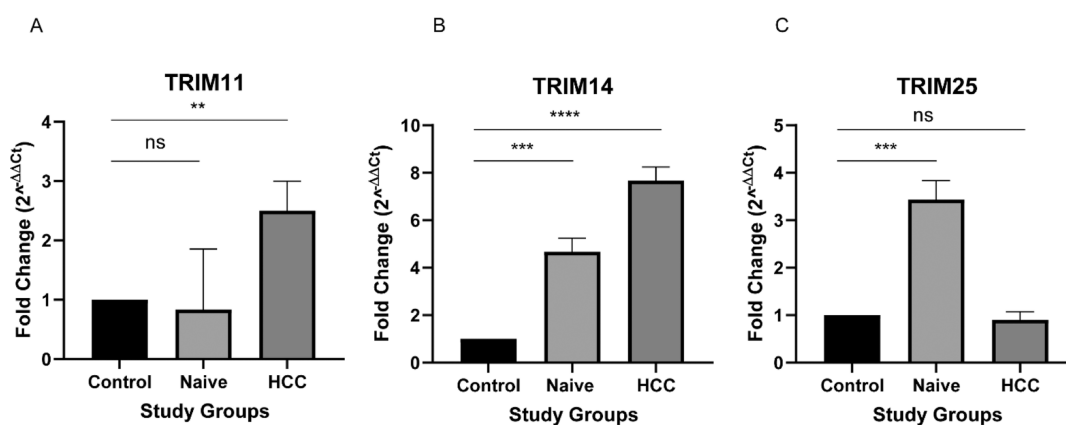 A
TRIM11
**
ns
Fold Change (2^-ΔΔCt)
4
3
2
1
0
Control Naive HCC
Study Groups
B
TRIM14
****
***
Fold Change (2^-ΔΔCt)
10
8
6
4
2
0
Control Naive HCC
Study Groups
C
TRIM25
ns
***
Fold Change (2^-ΔΔCt)
5
4
3
2
1
0
Control Naive HCC
Study Groups